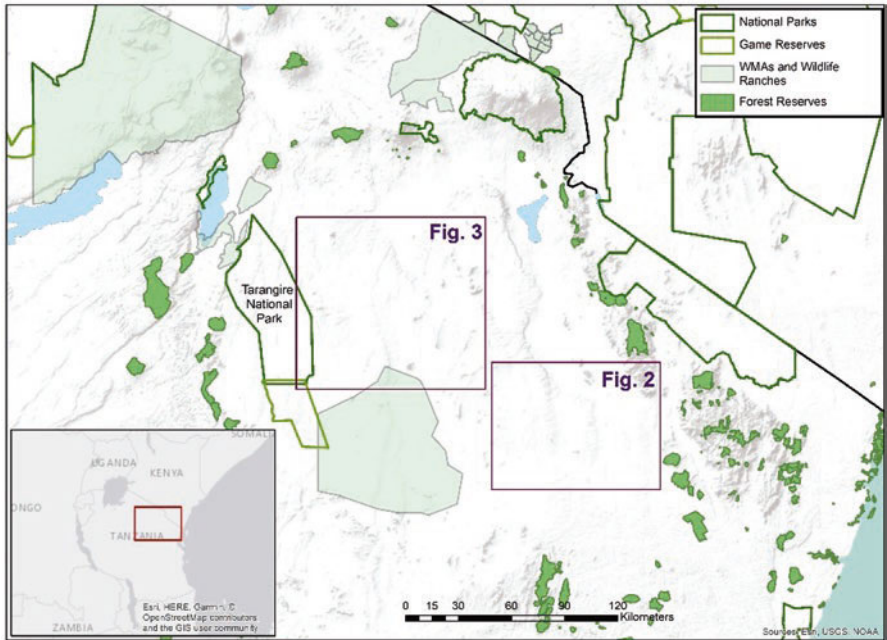 National Parks
Game Reserves
WMAs and Wildlife
Ranches
Forest Reserves
Fig. 3
Tarangire
National
Park
Fig. 2
SOMALI
UGANDA
KENYA
ONGO
TANZANIA
ZAMBIA
Esri, HERE, Garmin, ©
OpenStreetMap contributors
and the GIS user community
0 15 30 60 90 120
Kilometers
Sources: Esri, USGS, NOAA